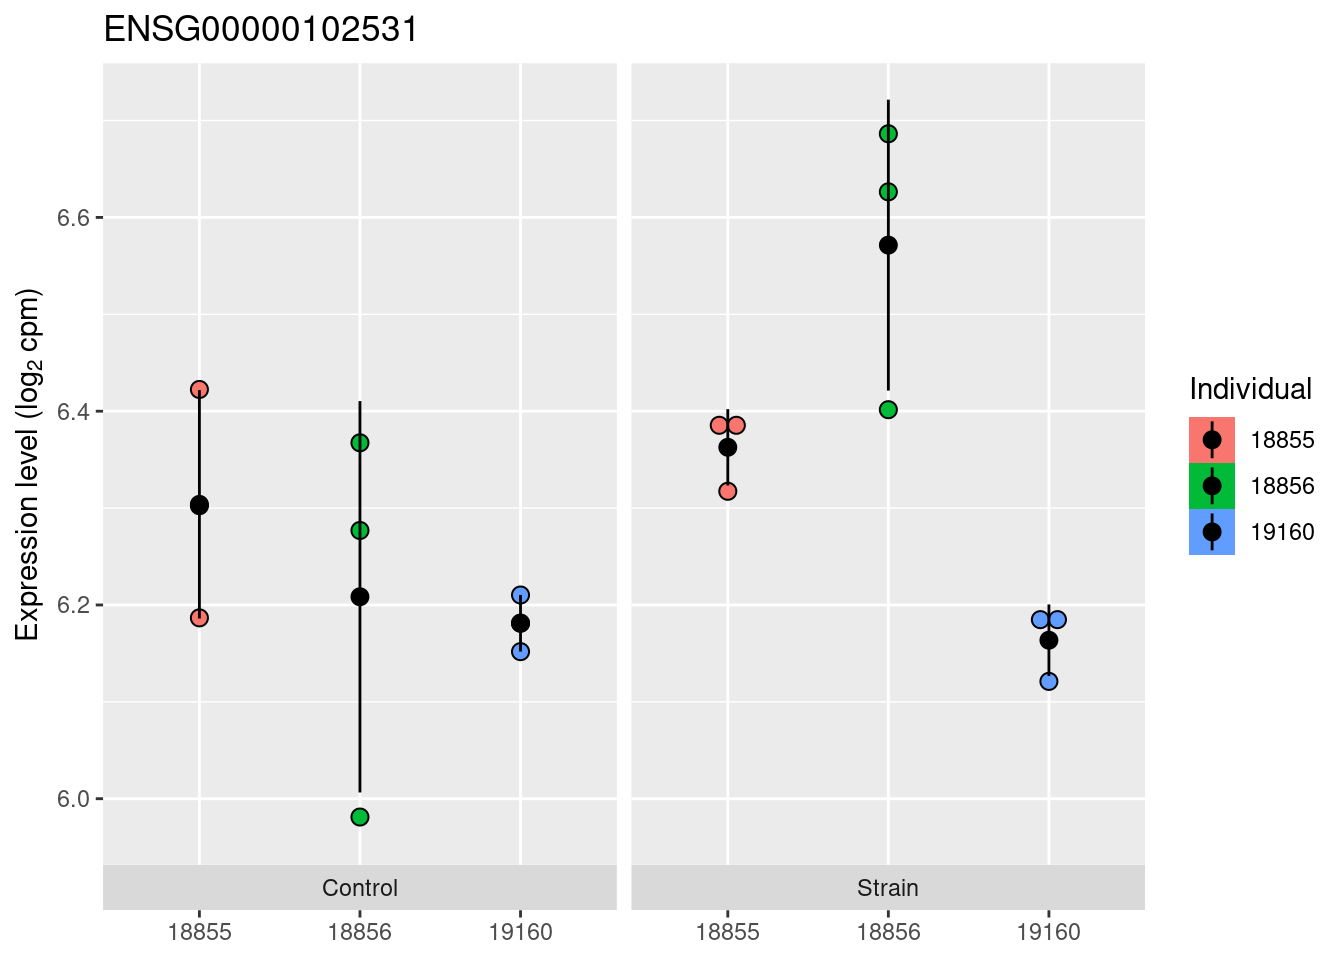 ENSG00000102531
Expression level (log₂ cpm)
6.6
6.4
6.2
6.0
Control
Strain
18855
18856
19160
18855
18856
19160
Individual
18855
18856
19160